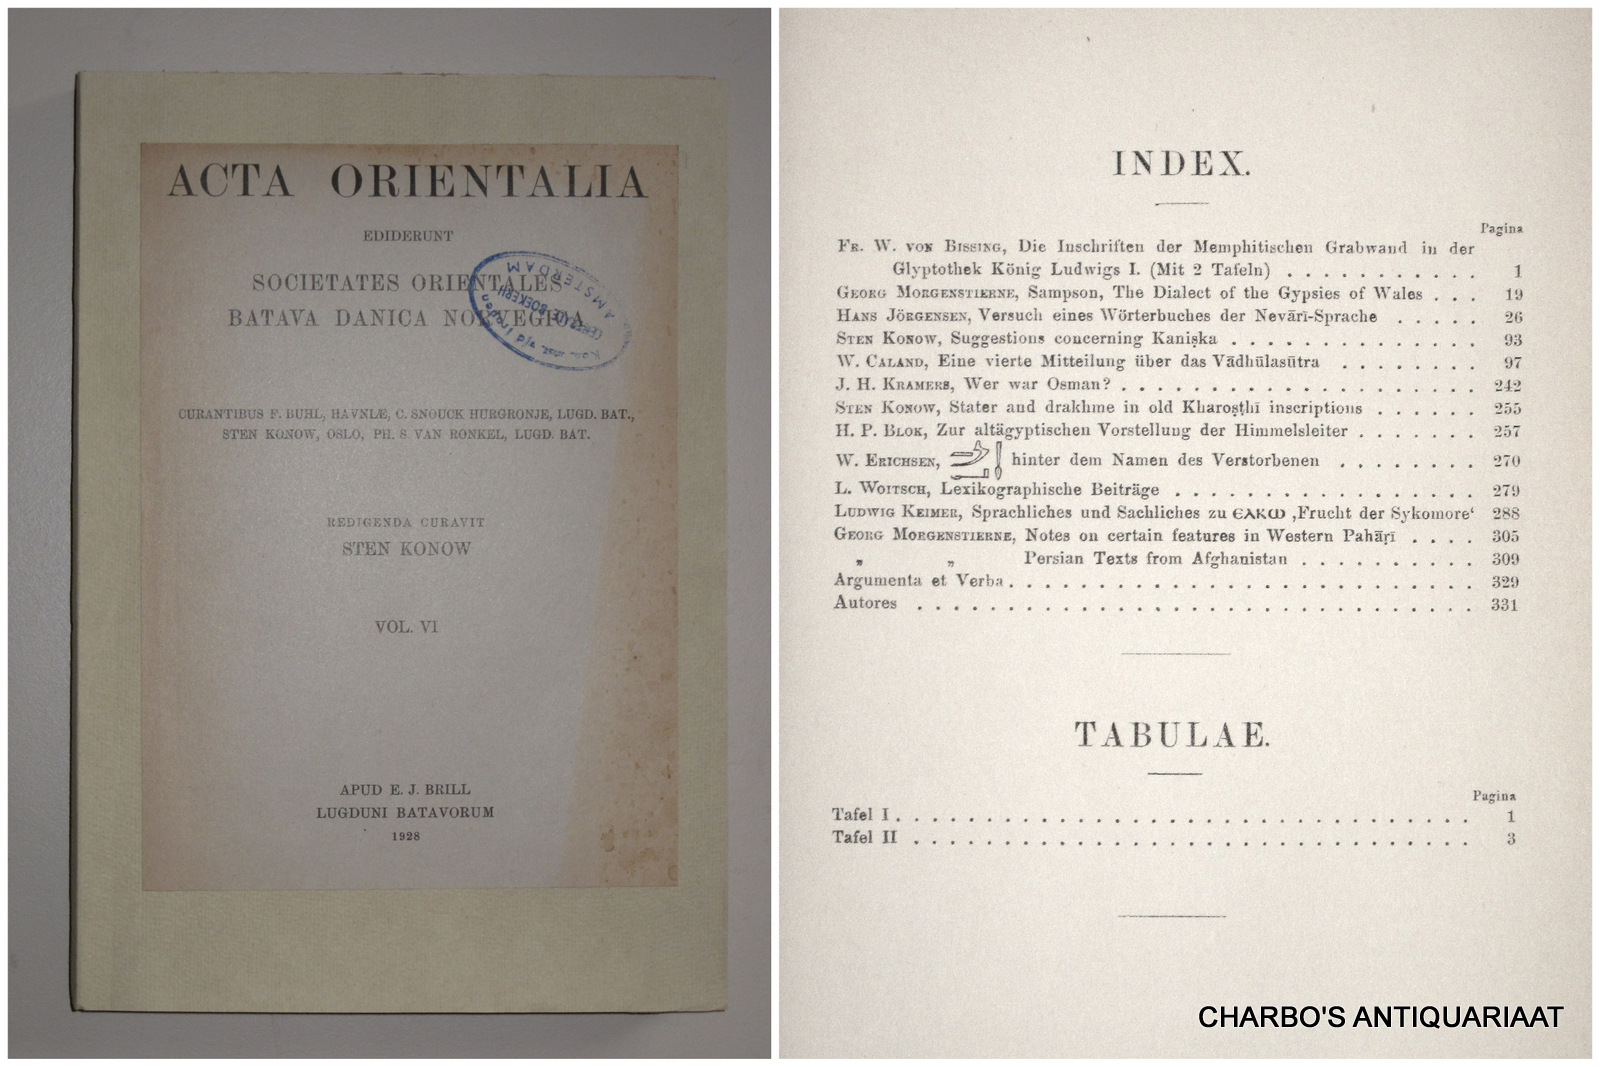 ACTA ORIENTALIA
EDIDERUNT
SOCIETATES ORIENTALES
BATAVA DANICA NORVEGICA
Kon. inst. v/d Tropen
CENTRALE BOEKERIJ
AMSTERDAM
CURANTIBUS F. BUHL, HAVNIÆ, C. SNOUCK HURGRONJE, LUGD. BAT.,
STEN KONOW, OSLO, PH. S. VAN RONKEL, LUGD. BAT.
REDIGENDA CURAVIT
STEN KONOW
VOL. VI
APUD E. J. BRILL
LUGDUNI BATAVORUM
1928
INDEX.
Pagina
FR. W. VON BISSING, Die Inschriften der Memphitischen Grabwand in der
Glyptothek König Ludwigs I. (Mit 2 Tafeln) . . . . . . . . . . . 1
GEORG MORGENSTIERNE, Sampson, The Dialect of the Gypsies of Wales . . . 19
HANS JÖRGENSEN, Versuch eines Wörterbuches der Nevārī-Sprache . . . . . 26
STEN KONOW, Suggestions concerning Kaniṣka . . . . . . . . . . . . . 93
W. CALAND, Eine vierte Mitteilung über das Vādhūlasūtra . . . . . . . . 97
J. H. KRAMERS, Wer war Osman? . . . . . . . . . . . . . . . . . . . 242
STEN KONOW, Stater and drakhme in old Kharoṣṭhī inscriptions . . . . . . 255
H. P. BLOK, Zur altägyptischen Vorstellung der Himmelsleiter . . . . . . . 257
W. ERICHSEN, hinter dem Namen des Verstorbenen . . . . . . . . 270
L. WOITSCH, Lexikographische Beiträge . . . . . . . . . . . . . . . . 279
LUDWIG KEIMER, Sprachliches und Sachliches zu ⲉⲗⲕⲱ ‚Frucht der Sykomore‘ 288
GEORG MORGENSTIERNE, Notes on certain features in Western Pahāṛī . . . . 305
„ „ Persian Texts from Afghanistan . . . . . . . . . . 309
Argumenta et Verba . . . . . . . . . . . . . . . . . . . . . . . . . 329
Autores . . . . . . . . . . . . . . . . . . . . . . . . . . . . . . 331
TABULAE.
Pagina
Tafel I . . . . . . . . . . . . . . . . . . . . . . . . . . . . . . . 1
Tafel II . . . . . . . . . . . . . . . . . . . . . . . . . . . . . . 3
CHARBO'S ANTIQUARIAAT